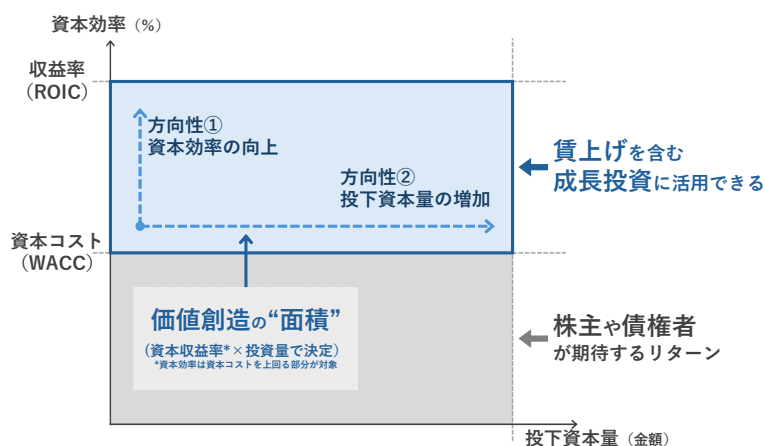 資本効率（%）
収益率
（ROIC）
方向性①
資本効率の向上
方向性②
投下資本量の増加
賃上げを含む
成長投資に活用できる
資本コスト
（WACC）
価値創造の“面積”
（資本収益率*×投資量で決定）
*資本効率は資本コストを上回る部分が対象
株主や債権者
が期待するリターン
投下資本量（金額）